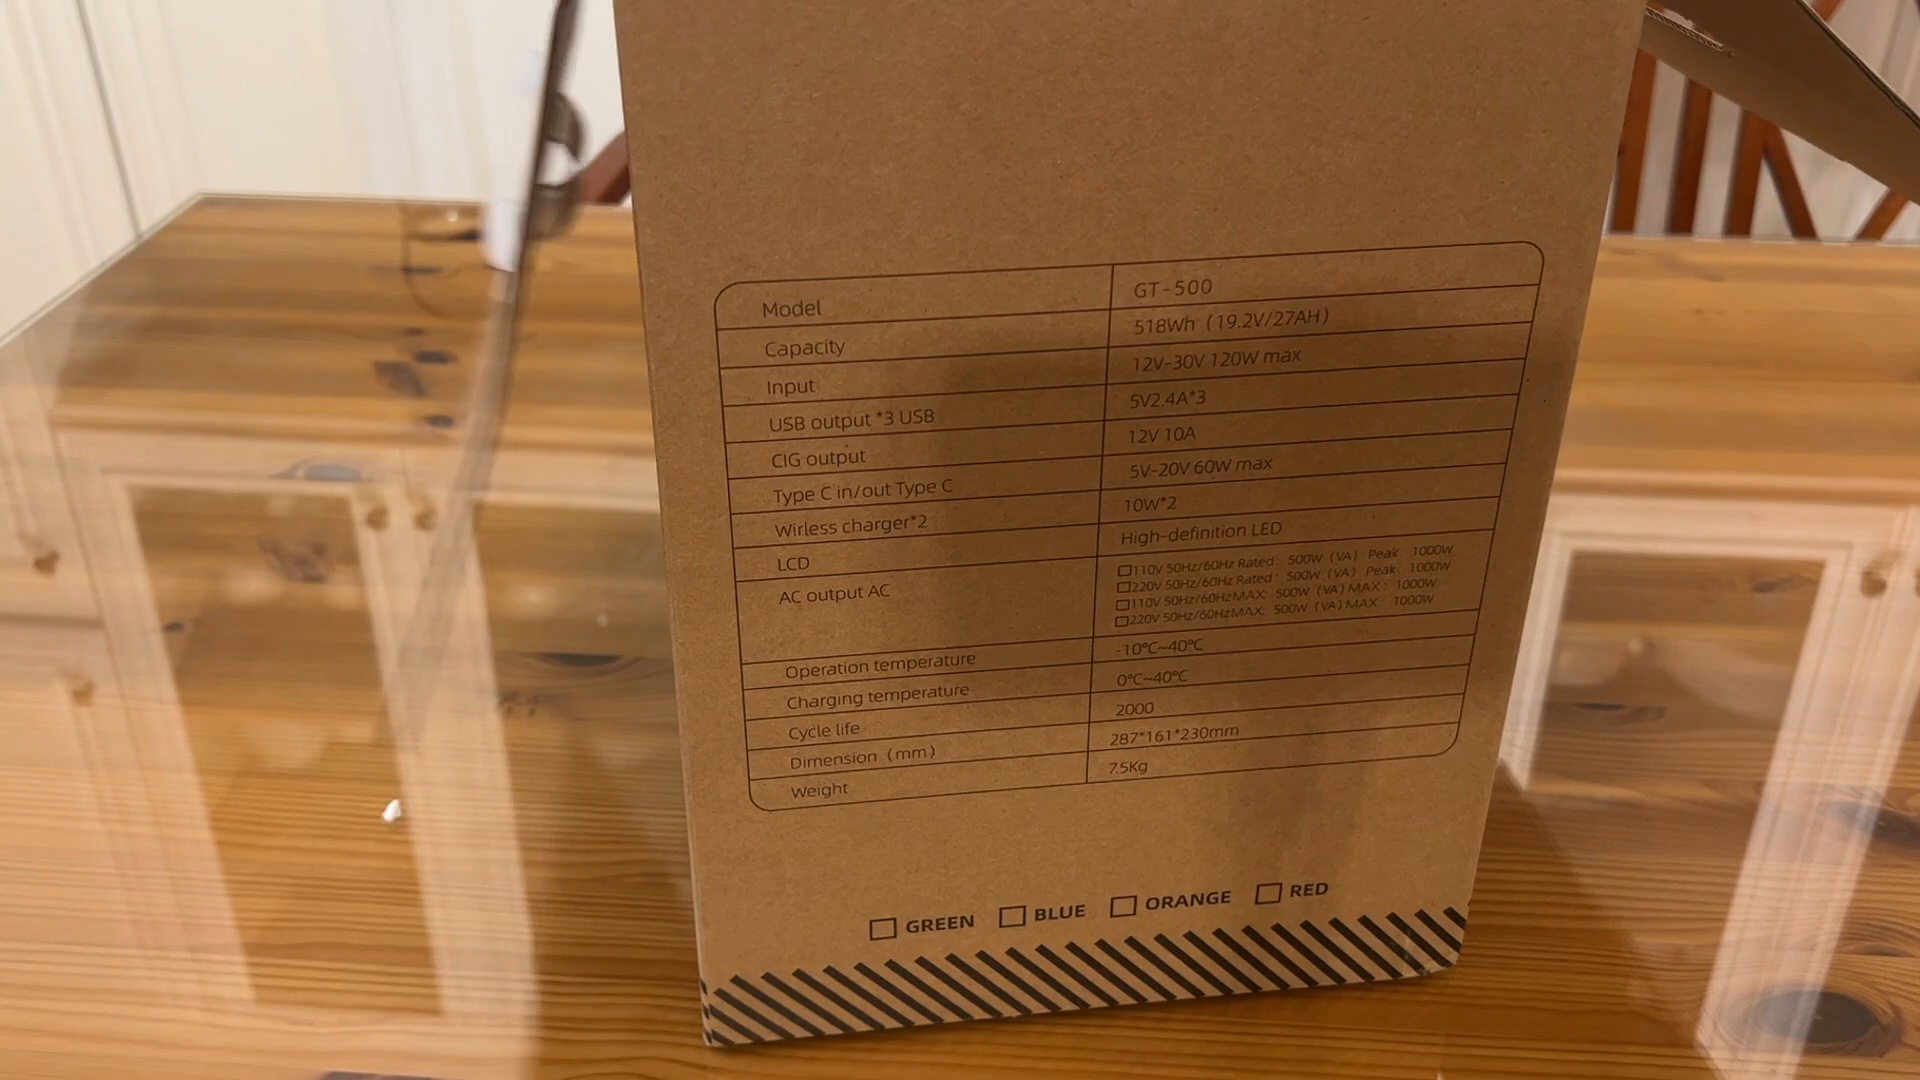 Model GT-500
Capacity 518Wh (19.2V/27AH)
Input 12V-30V 120W max
USB output *3 USB 5V2.4A*3
CIG output 12V 10A
Type C in/out Type C 5V-20V 60W max
Wirless charger*2 10W*2
LCD High-definition LED
AC output AC □110V 50Hz/60Hz Rated: 500W (VA) Peak: 1000W
□220V 50Hz/60Hz Rated: 500W (VA) Peak: 1000W
□110V 50Hz/60HzMAX: 500W (VA) MAX: 1000W
□220V 50Hz/60HzMAX: 500W (VA) MAX: 1000W
Operation temperature -10℃~40℃
Charging temperature 0℃~40℃
Cycle life 2000
Dimension (mm) 287*161*230mm
Weight 7.5Kg
□ GREEN □ BLUE □ ORANGE □ RED